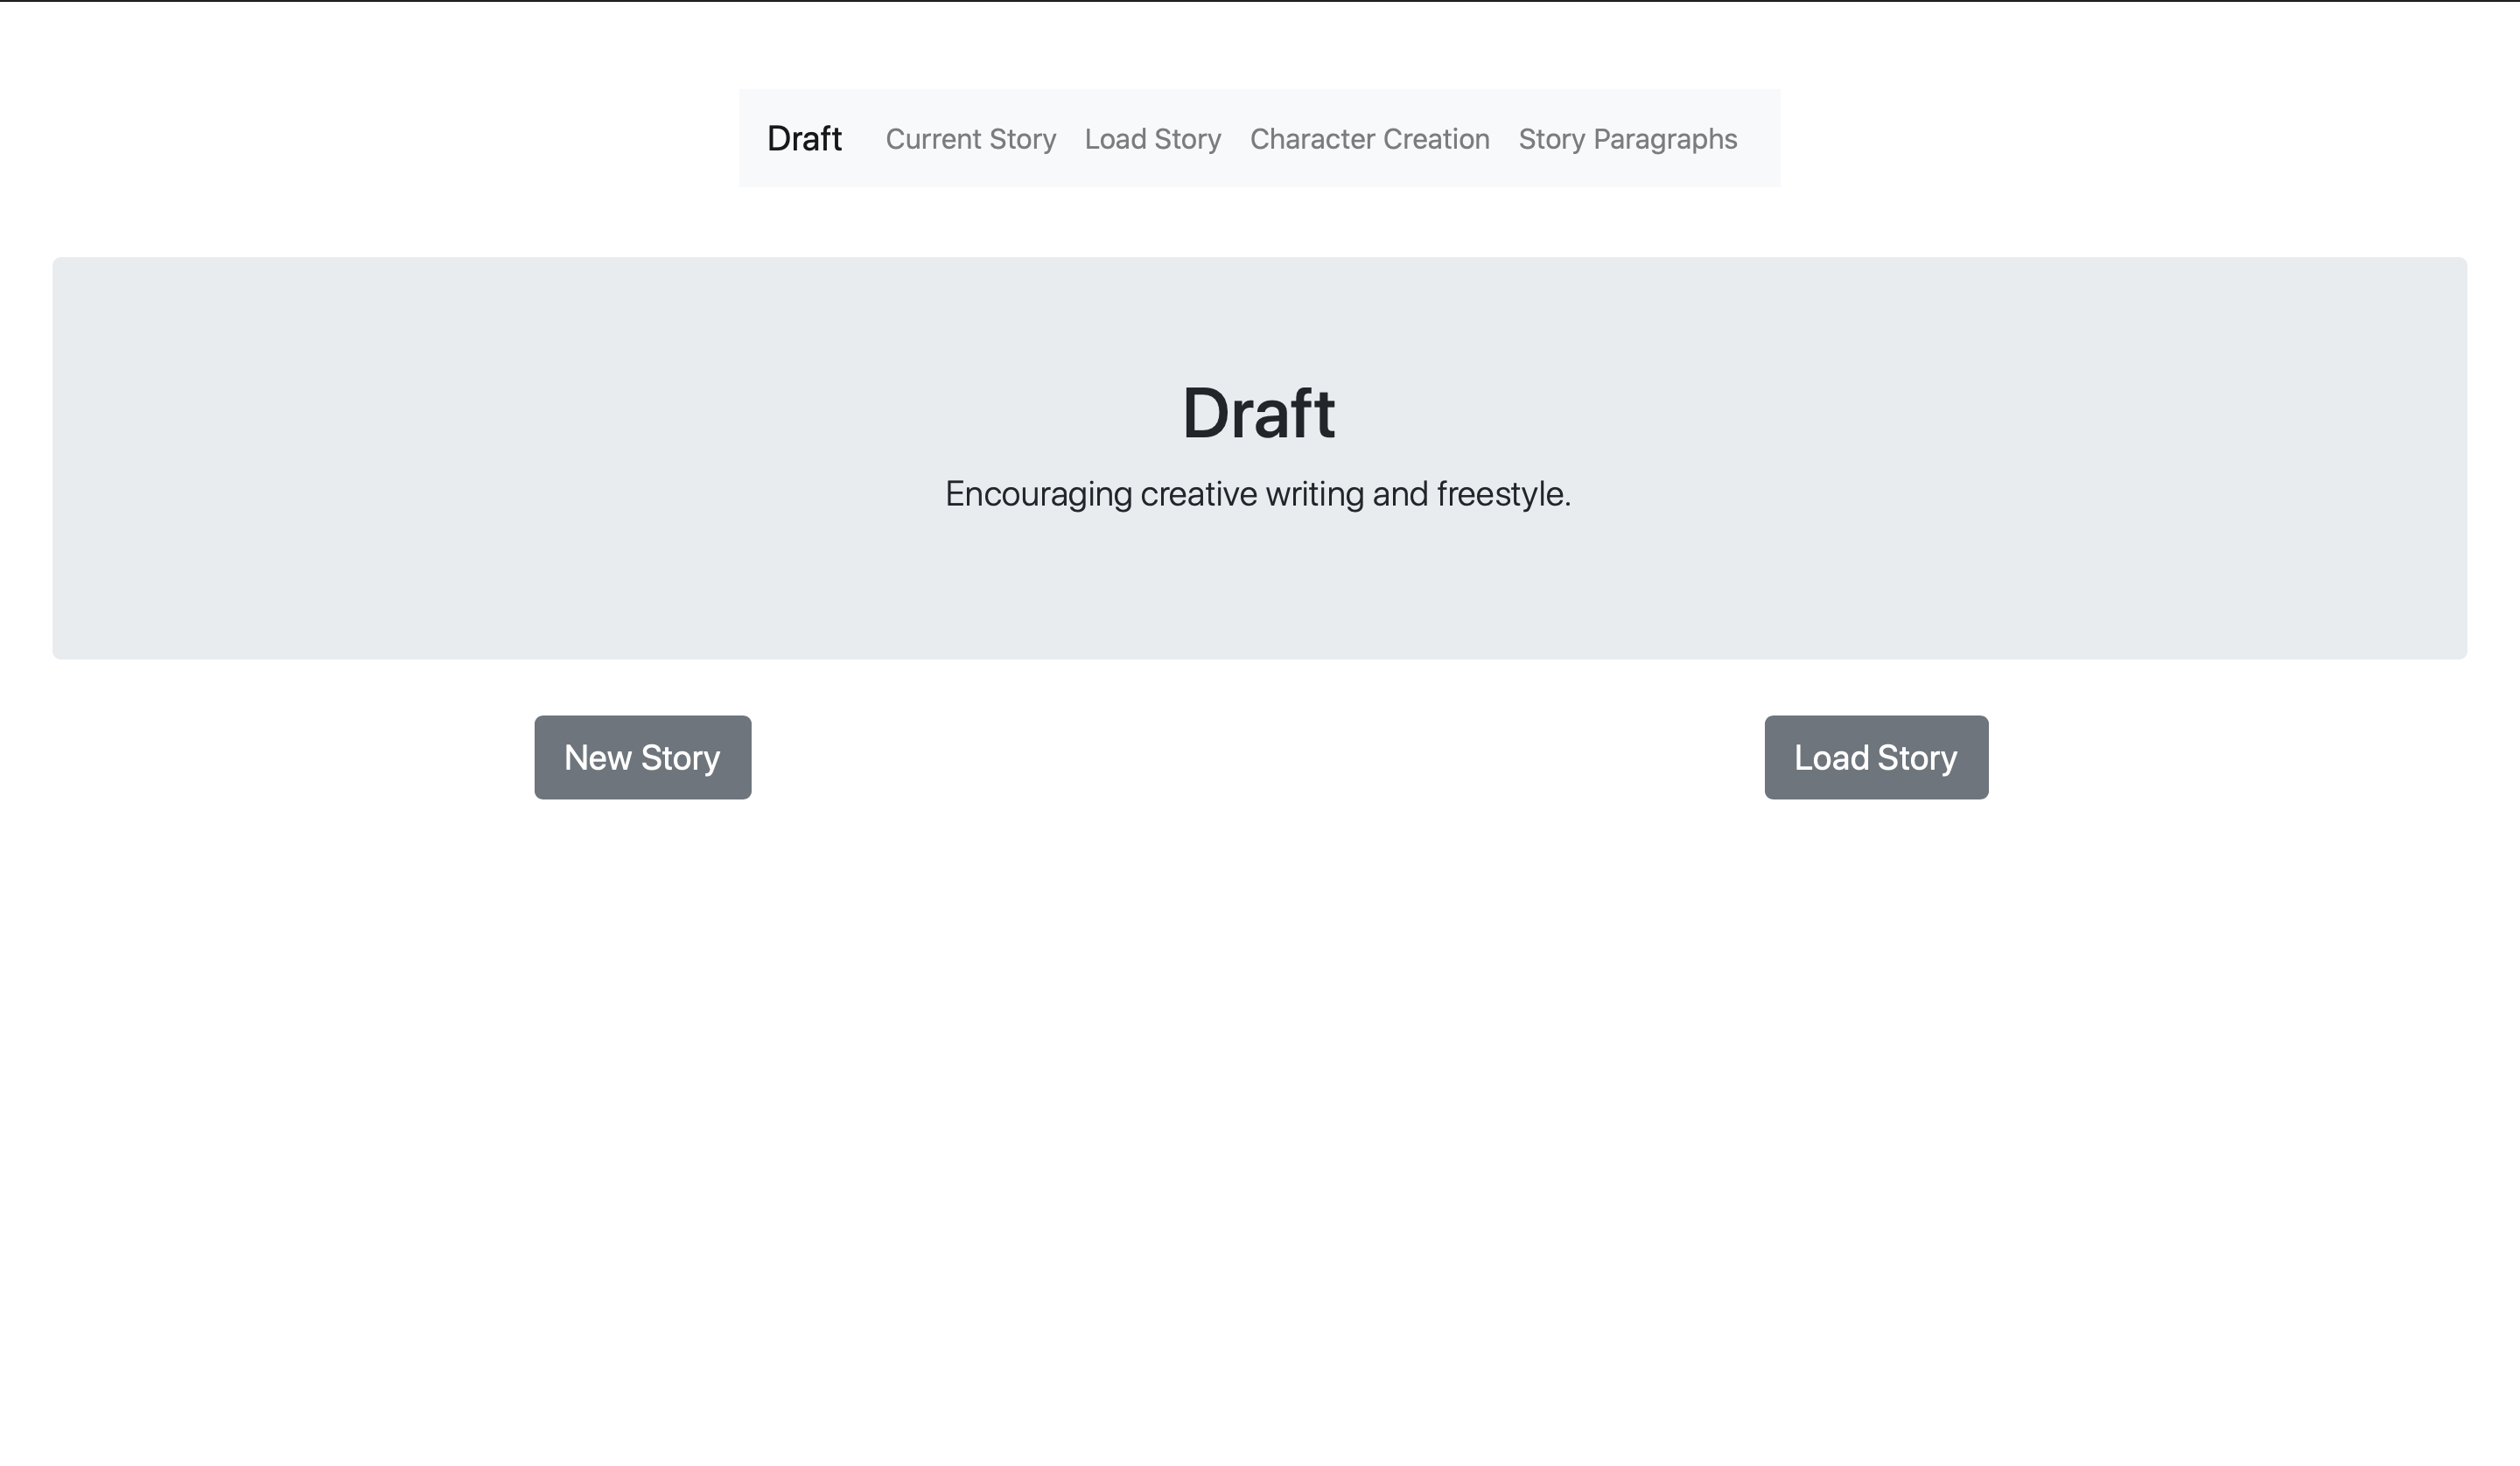 Draft Current Story Load Story Character Creation Story Paragraphs
Draft
Encouraging creative writing and freestyle.
New Story Load Story